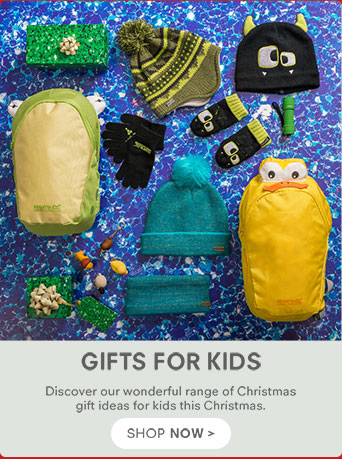 GIFTS FOR KIDS
Discover our wonderful range of Christmas
gift ideas for kids this Christmas.
SHOP NOW >